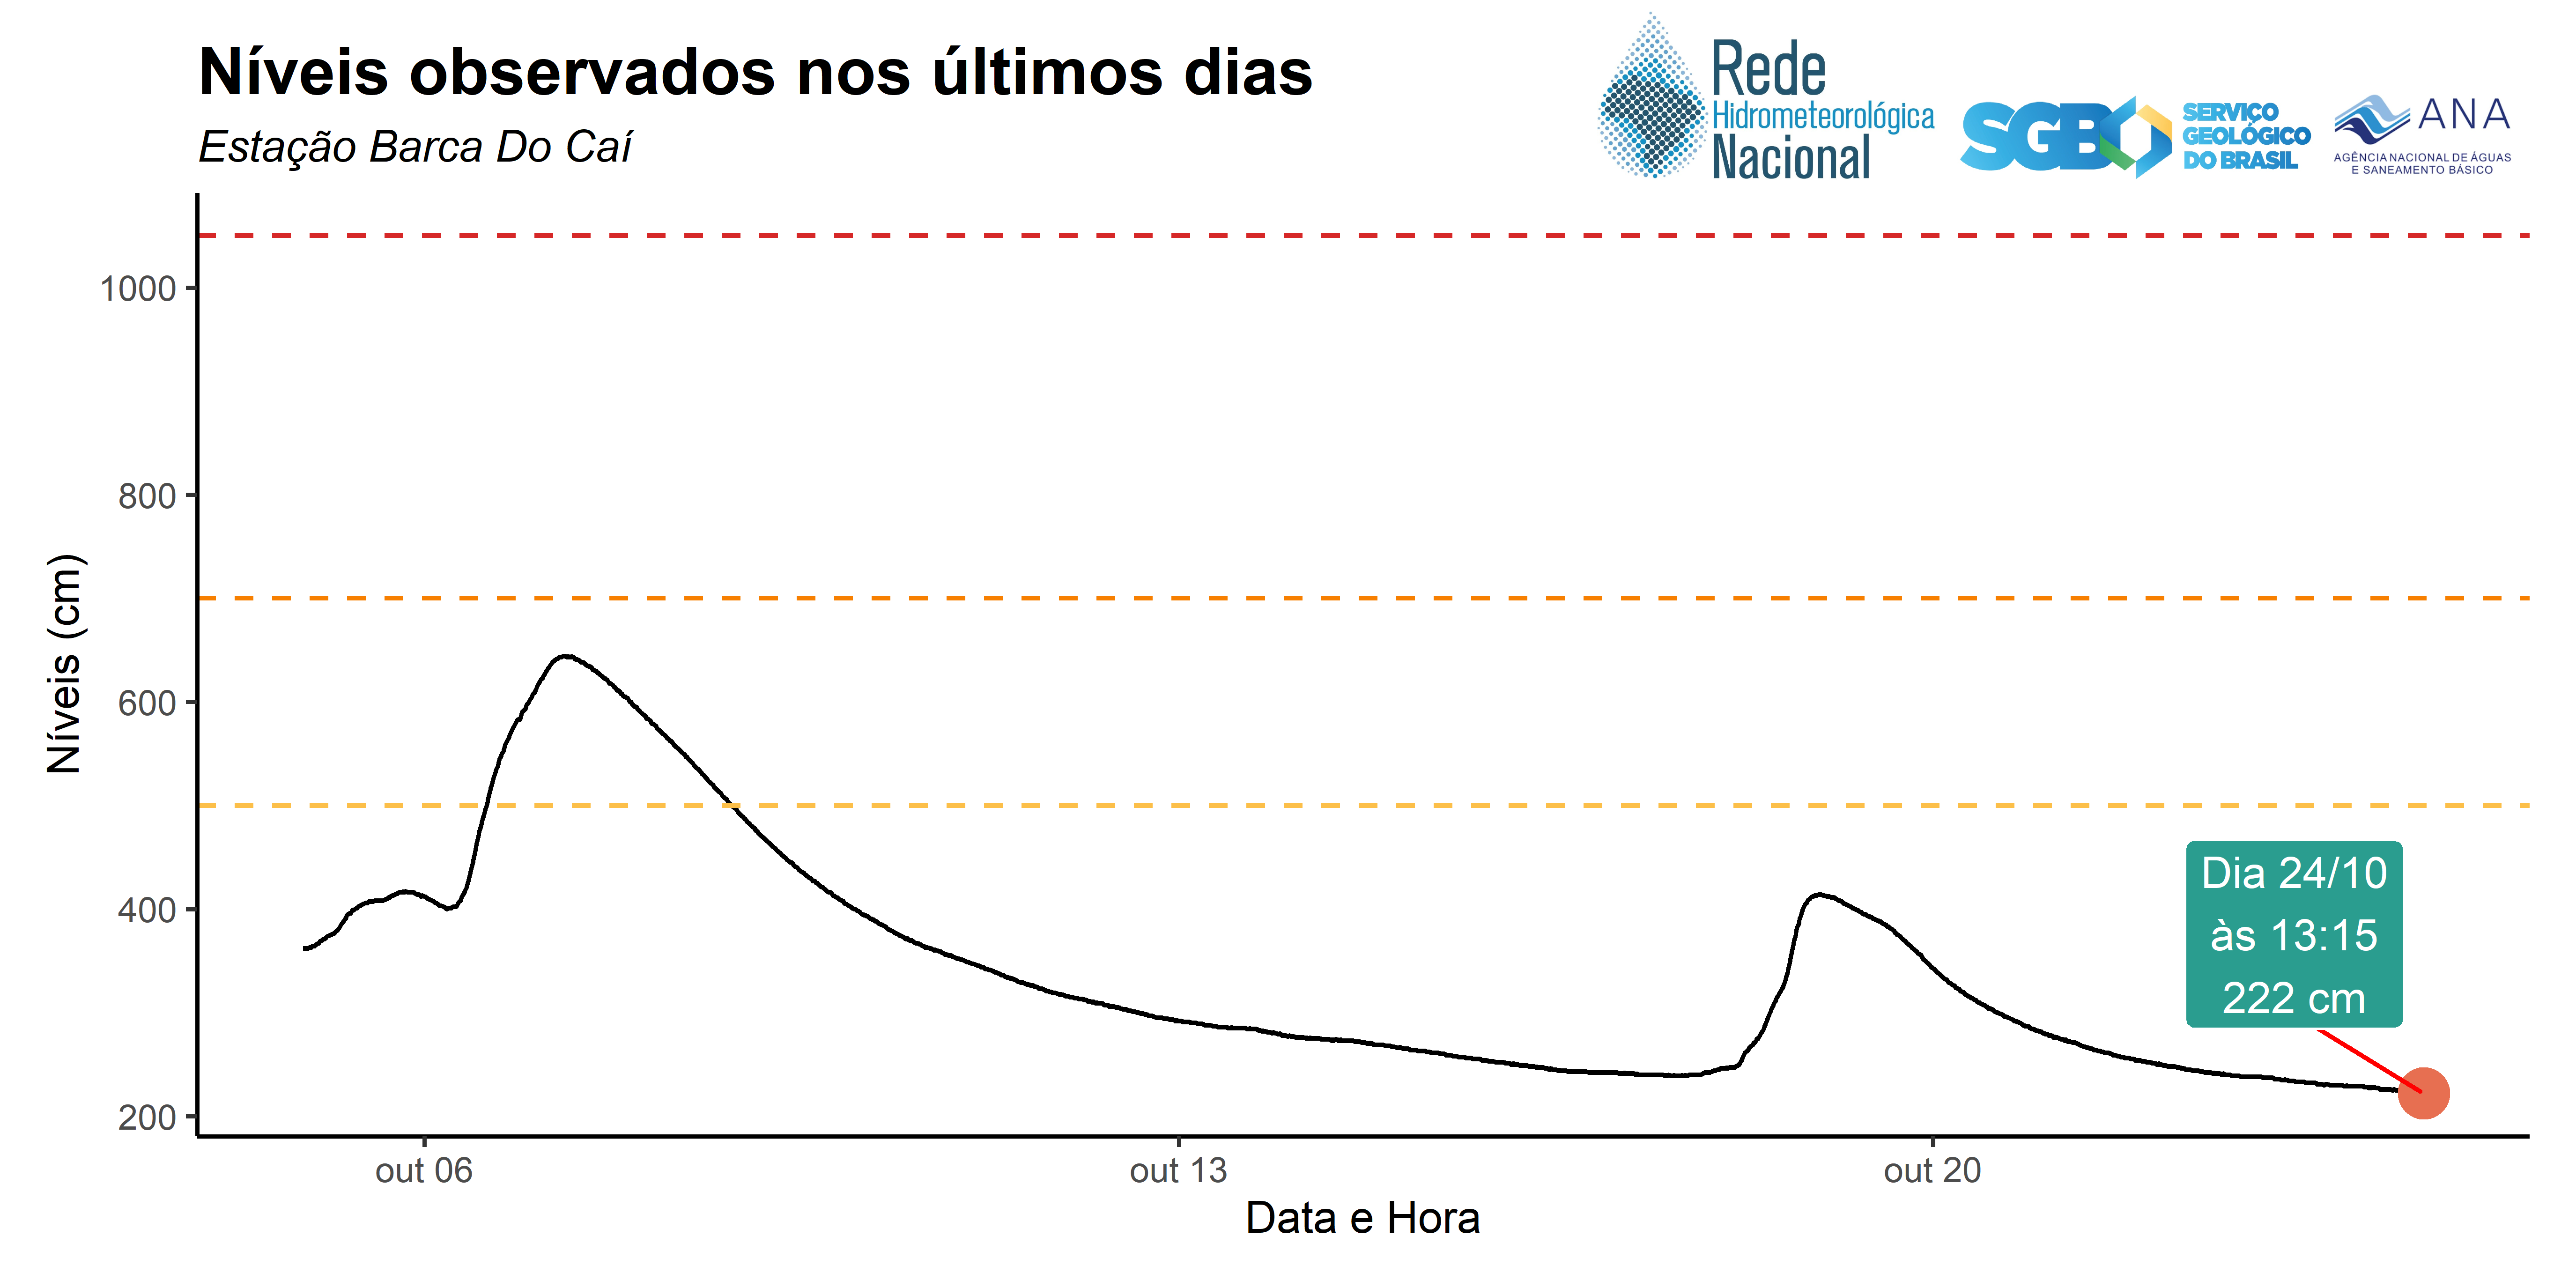 Níveis observados nos últimos dias
Estação Barca Do Caí
Rede
Hidrometeorológica
Nacional
SGB
SERVIÇO
GEOLÓGICO
DO BRASIL
ANA
AGÊNCIA NACIONAL DE ÁGUAS
E SANEAMENTO BÁSICO
Níveis (cm)
1000
800
600
400
200
Dia 24/10
às 13:15
222 cm
out 06
out 13
out 20
Data e Hora